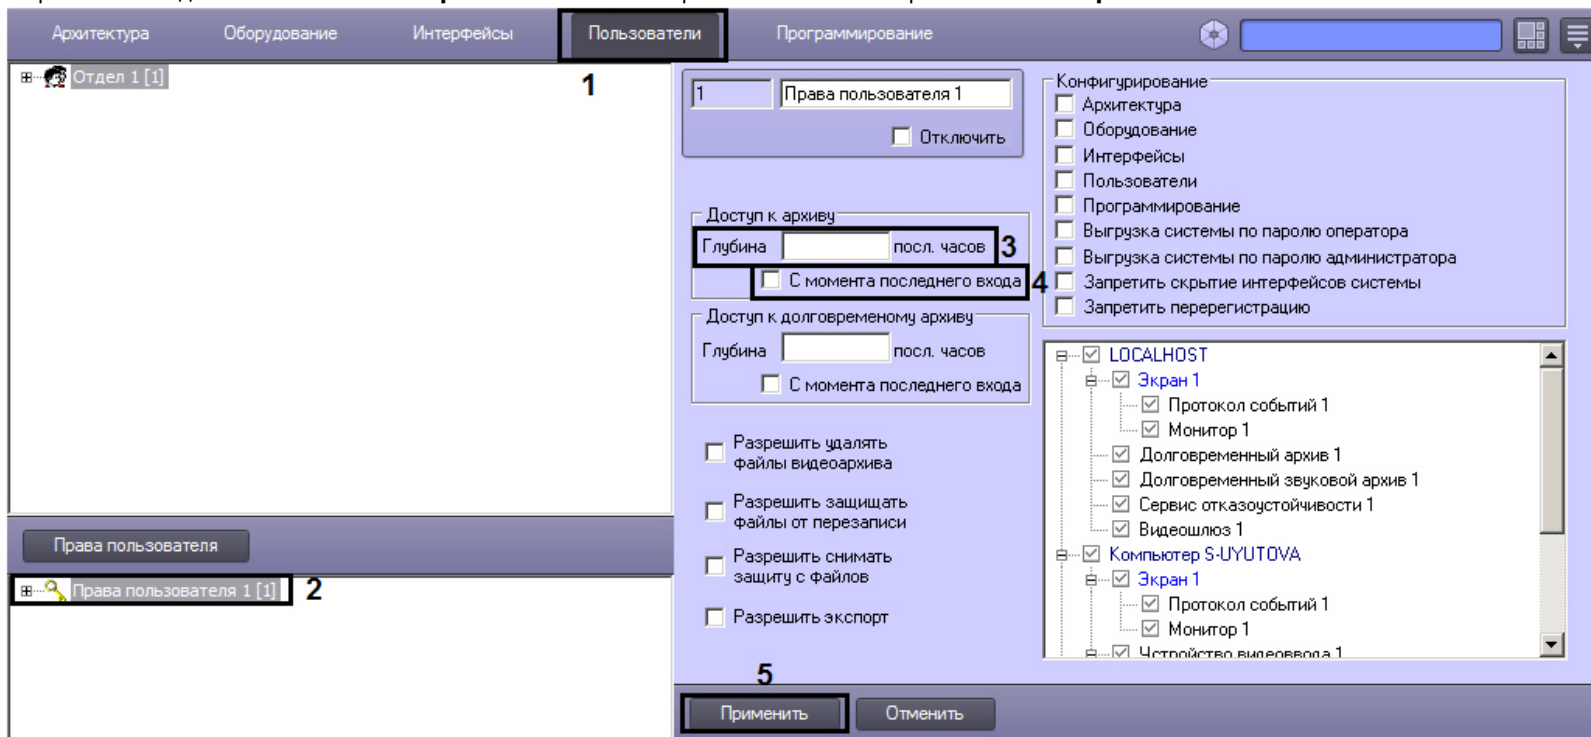 Архитектура Оборудование Интерфейсы Пользователи Программирование
1
Отдел 1 [1]
Права пользователя
Права пользователя 1 [1] 2
1 Права пользователя 1
Отключить
Доступ к архиву
Глубина посл. часов 3
С момента последнего входа 4
Доступ к долговременому архиву
Глубина посл. часов
С момента последнего входа
Разрешить удалять
файлы видеоархива
Разрешить защищать
файлы от перезаписи
Разрешить снимать
защиту с файлов
Разрешить экспорт
Конфигурирование
Архитектура
Оборудование
Интерфейсы
Пользователи
Программирование
Выгрузка системы по паролю оператора
Выгрузка системы по паролю администратора
Запретить скрытие интерфейсов системы
Запретить перерегистрацию
LOCALHOST
Экран 1
Протокол событий 1
Монитор 1
Долговременный архив 1
Долговременный звуковой архив 1
Сервис отказоустойчивости 1
Видеошлюз 1
Компьютер S-UYUTOVA
Экран 1
Протокол событий 1
Монитор 1
Устройство видеоввода 1
5
Применить Отменить